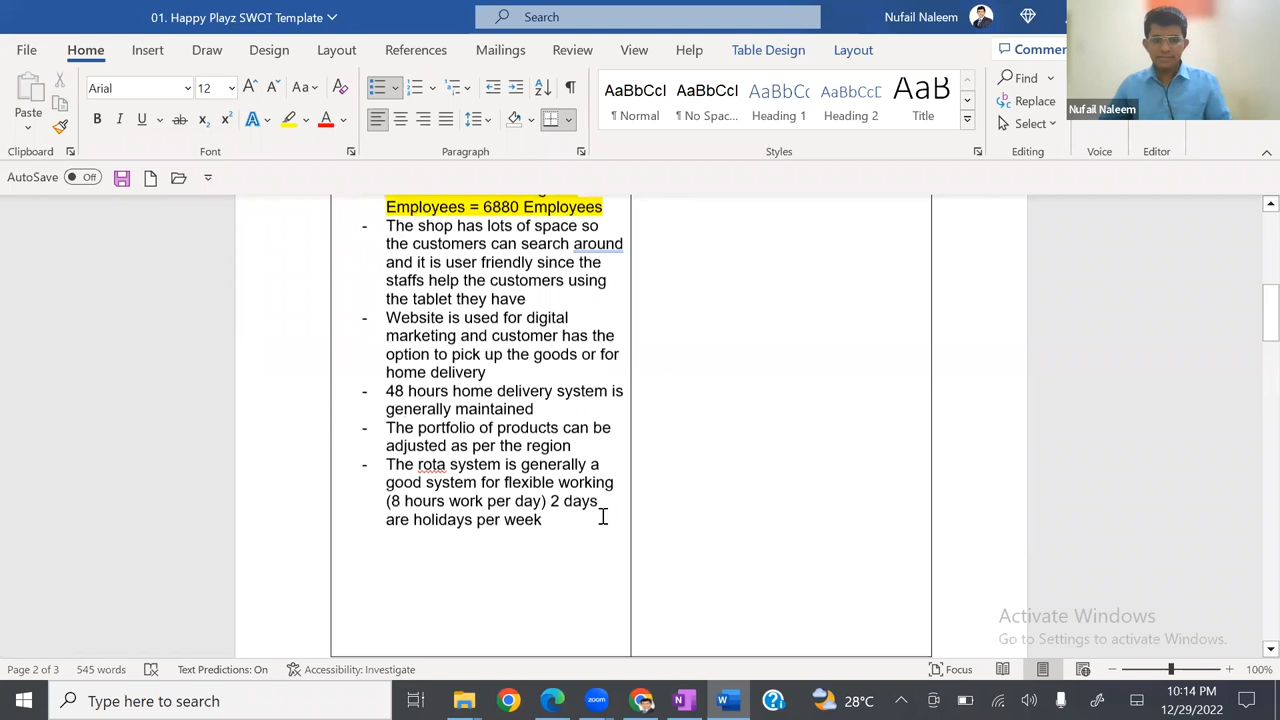 01. Happy Playz SWOT Template
Search
Nufail Naleem
File Home Insert Draw Design Layout References Mailings Review View Help Table Design Layout
Paste
Clipboard
Arial 12
Font
Paragraph
AaBbCcI AaBbCcI AaBbCc AaBbCcD AaB
¶ Normal ¶ No Spac... Heading 1 Heading 2 Title
Styles
Find
Replace
Select
Editing
Voice
Editor
Nufail Naleem
AutoSave Off
Employees = 6880 Employees
- The shop has lots of space so
the customers can search around
and it is user friendly since the
staffs help the customers using
the tablet they have
- Website is used for digital
marketing and customer has the
option to pick up the goods or for
home delivery
- 48 hours home delivery system is
generally maintained
- The portfolio of products can be
adjusted as per the region
- The rota system is generally a
good system for flexible working
(8 hours work per day) 2 days
are holidays per week
Activate Windows
Go to Settings to activate Windows.
Page 2 of 3 545 words Text Predictions: On Accessibility: Investigate Focus 100%
Type here to search
zoom
28°C
10:14 PM
12/29/2022